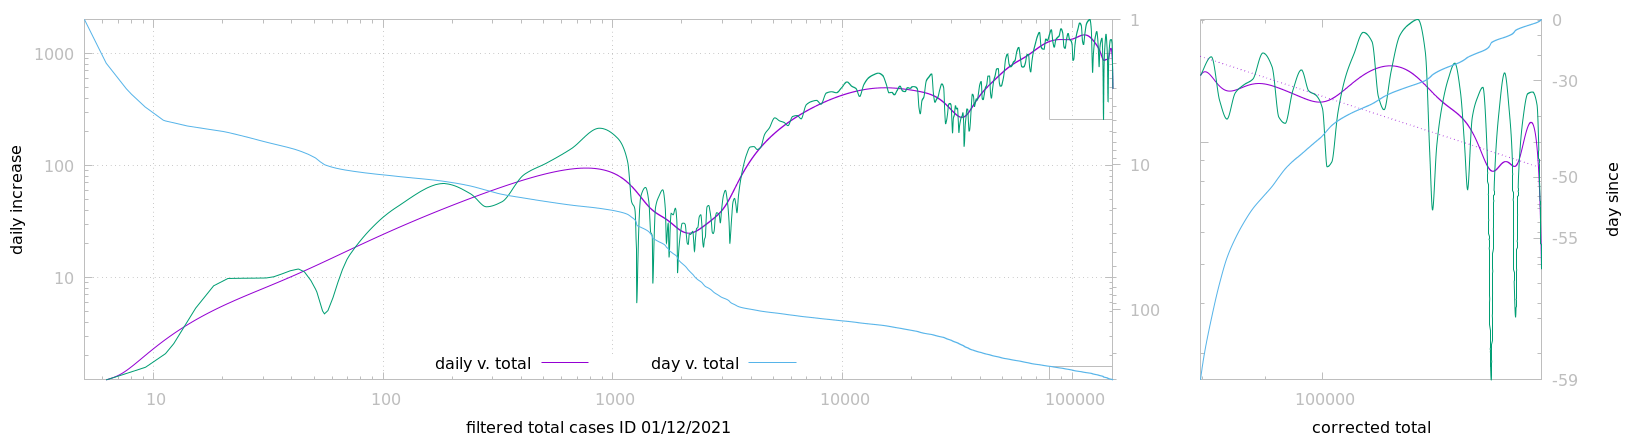 daily increase
1000
100
10
10
100
1000
10000
100000
1
10
100
daily v. total
day v. total
filtered total cases ID 01/12/2021
100000
corrected total
0
-30
-50
-55
-59
day since